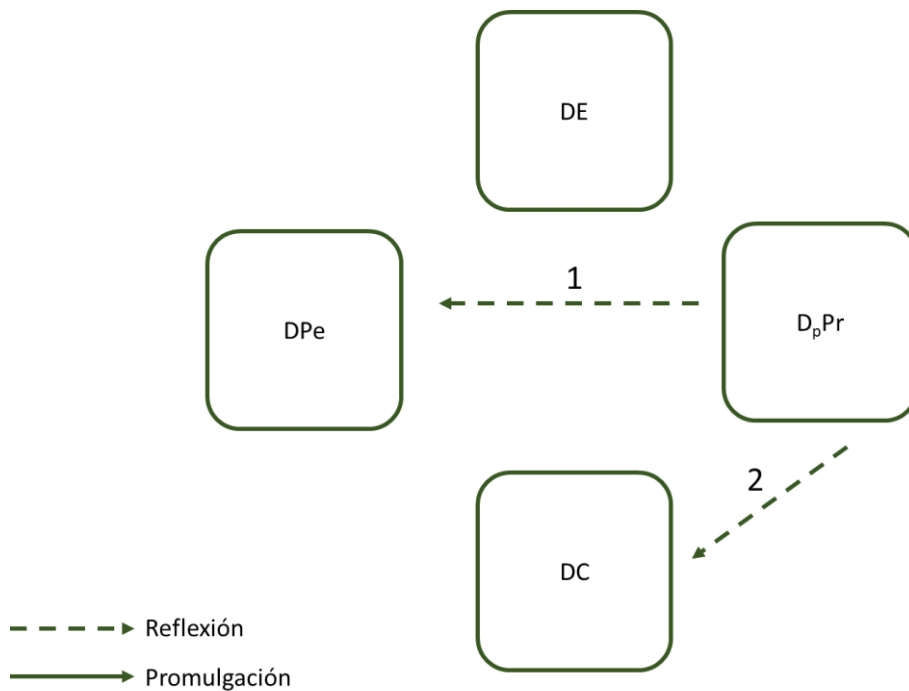 DE
1
DPe
DpPr
2
DC
Reflexión
Promulgación